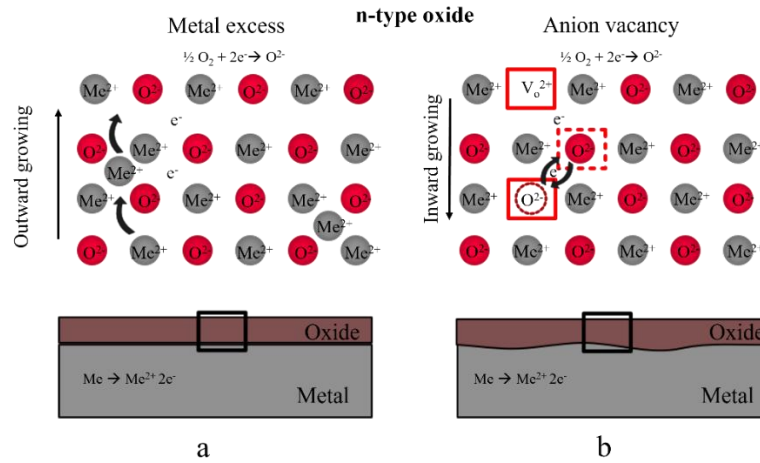 n-type oxide
Metal excess
½ O₂ + 2e⁻→ O²⁻
Me²⁺ O²⁻ Me²⁺ O²⁻ Me²⁺ O²⁻
e⁻
O²⁻ Me²⁺ O²⁻ Me²⁺ O²⁻ Me²⁺
Me²⁺ e⁻
Me²⁺ O²⁻ Me²⁺ O²⁻ Me²⁺ O²⁻
Me²⁺
O²⁻ Me²⁺ O²⁻ Me²⁺ O²⁻ Me²⁺
Outward growing
Oxide
Me → Me²⁺ 2e⁻
Metal
a
Anion vacancy
½ O₂ + 2e⁻→ O²⁻
Me²⁺ Vₒ²⁺ Me²⁺ O²⁻ Me²⁺ O²⁻
e⁻
O²⁻ Me²⁺ O²⁻ Me²⁺ O²⁻ Me²⁺
e⁻
Me²⁺ O²⁻ Me²⁺ O²⁻ Me²⁺ O²⁻
O²⁻ Me²⁺ O²⁻ Me²⁺ O²⁻ Me²⁺
Inward growing
Oxide
Me → Me²⁺ 2e⁻
Metal
b